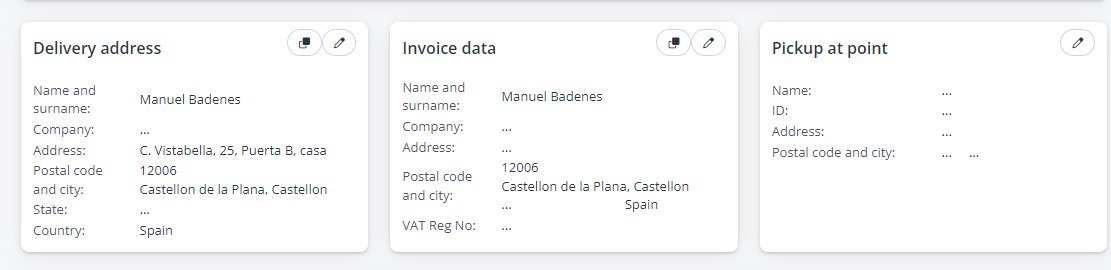 Delivery address
Name and surname: Manuel Badenes
Company: ...
Address: C. Vistabella, 25, Puerta B, casa
Postal code and city: 12006
Castellon de la Plana, Castellon
State: ...
Country: Spain
Invoice data
Name and surname: Manuel Badenes
Company: ...
Address: ...
Postal code and city: 12006
Castellon de la Plana, Castellon
... Spain
VAT Reg No: ...
Pickup at point
Name: ...
ID: ...
Address: ...
Postal code and city: ... ...